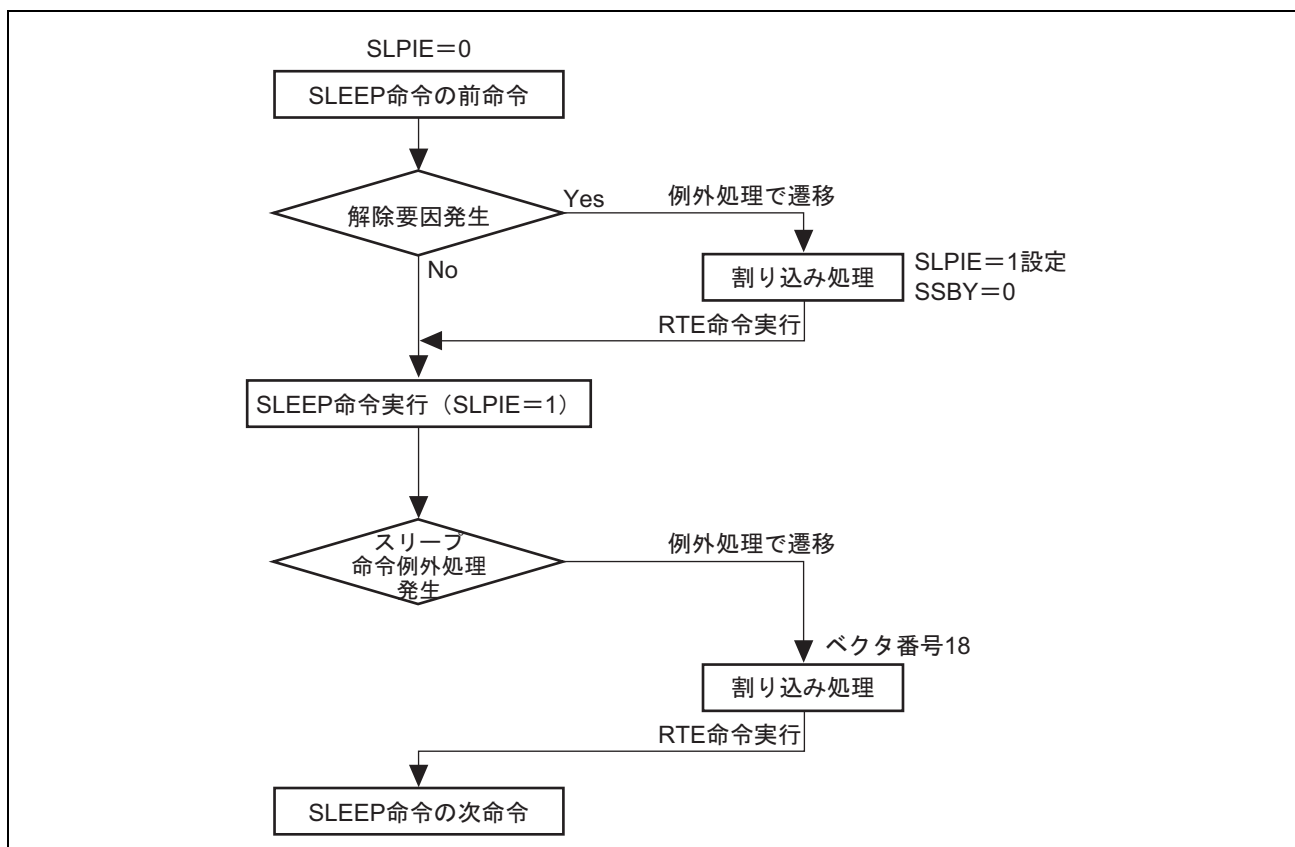 SLPIE＝0
SLEEP命令の前命令
解除要因発生
Yes
例外処理で遷移
No
割り込み処理
SLPIE＝1設定
SSBY＝0
RTE命令実行
SLEEP命令実行（SLPIE＝1）
スリープ
命令例外処理
発生
例外処理で遷移
ベクタ番号18
割り込み処理
RTE命令実行
SLEEP命令の次命令